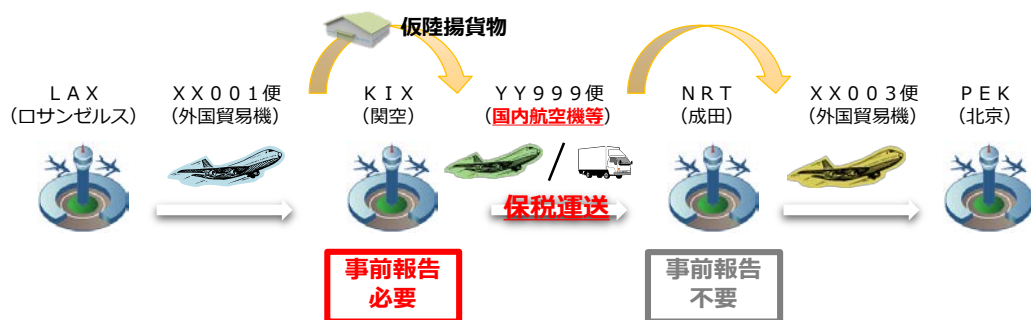 仮陸揚貨物
ＬＡＸ
（ロサンゼルス）
ＸＸ００１便
（外国貿易機）
ＫＩＸ
（関空）
ＹＹ９９９便
（国内航空機等）
ＮＲＴ
（成田）
ＸＸ００３便
（外国貿易機）
ＰＥＫ
（北京）
/
保税運送
事前報告
必要
事前報告
不要